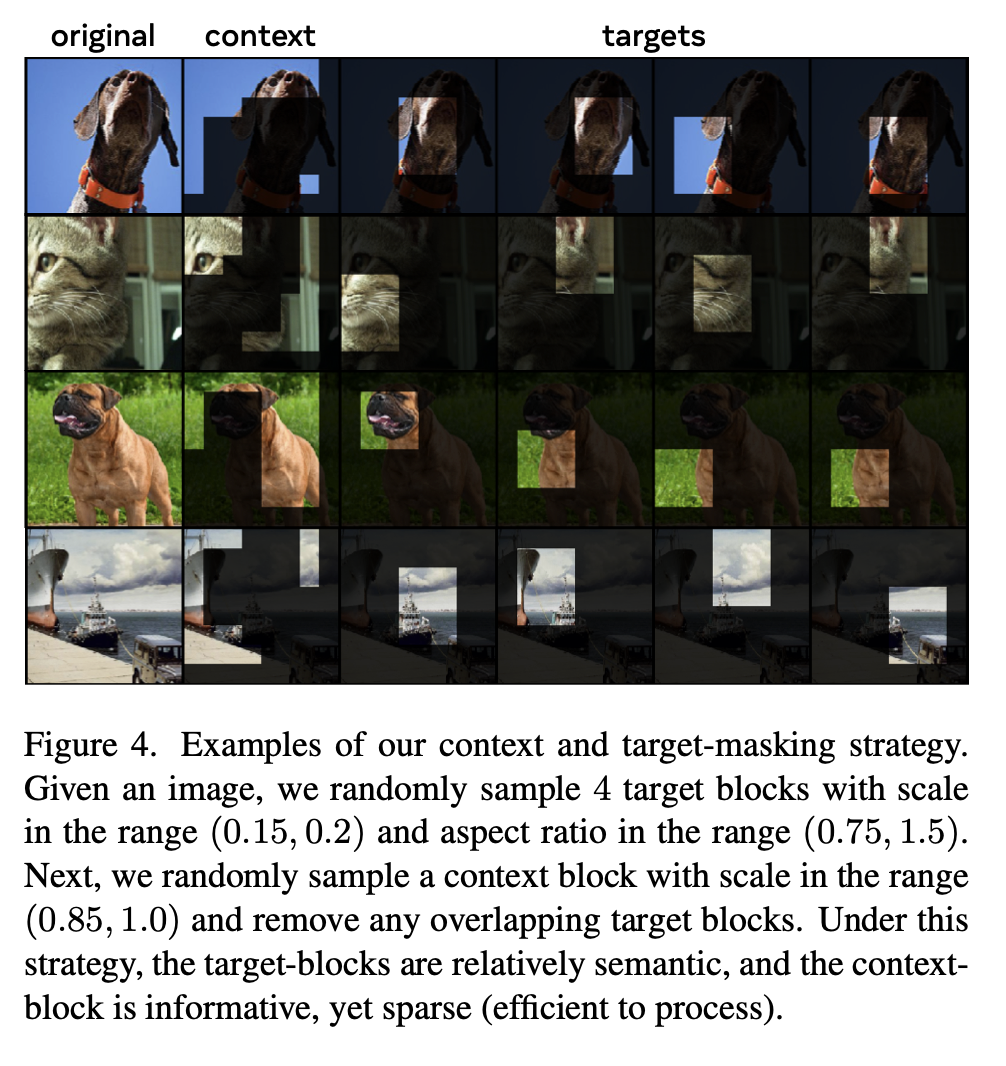 original context targets
Figure 4. Examples of our context and target-masking strategy.
Given an image, we randomly sample 4 target blocks with scale
in the range (0.15, 0.2) and aspect ratio in the range (0.75, 1.5).
Next, we randomly sample a context block with scale in the range
(0.85, 1.0) and remove any overlapping target blocks. Under this
strategy, the target-blocks are relatively semantic, and the context-
block is informative, yet sparse (efficient to process).